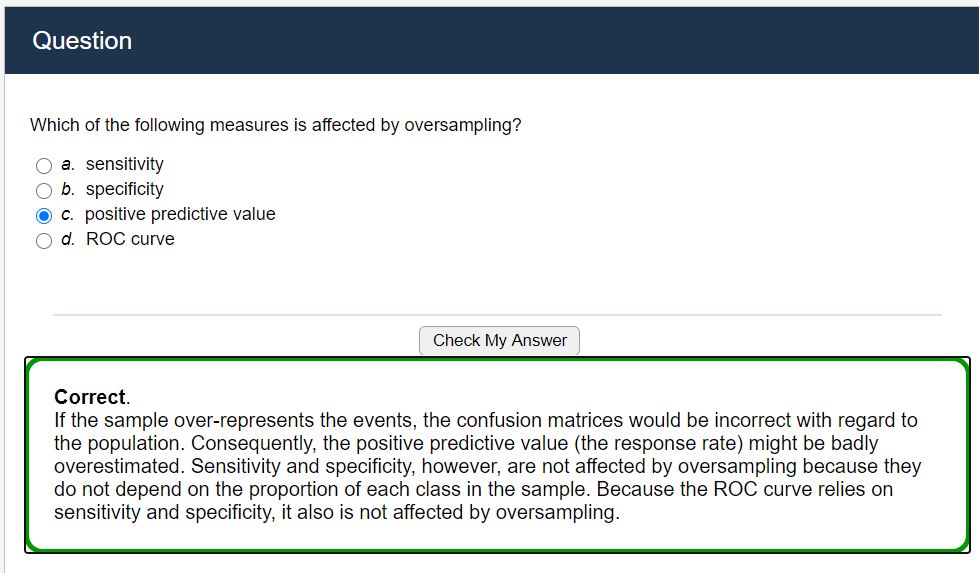 Question
Which of the following measures is affected by oversampling?
a. sensitivity
b. specificity
c. positive predictive value
d. ROC curve
Check My Answer
Correct.
If the sample over-represents the events, the confusion matrices would be incorrect with regard to
the population. Consequently, the positive predictive value (the response rate) might be badly
overestimated. Sensitivity and specificity, however, are not affected by oversampling because they
do not depend on the proportion of each class in the sample. Because the ROC curve relies on
sensitivity and specificity, it also is not affected by oversampling.